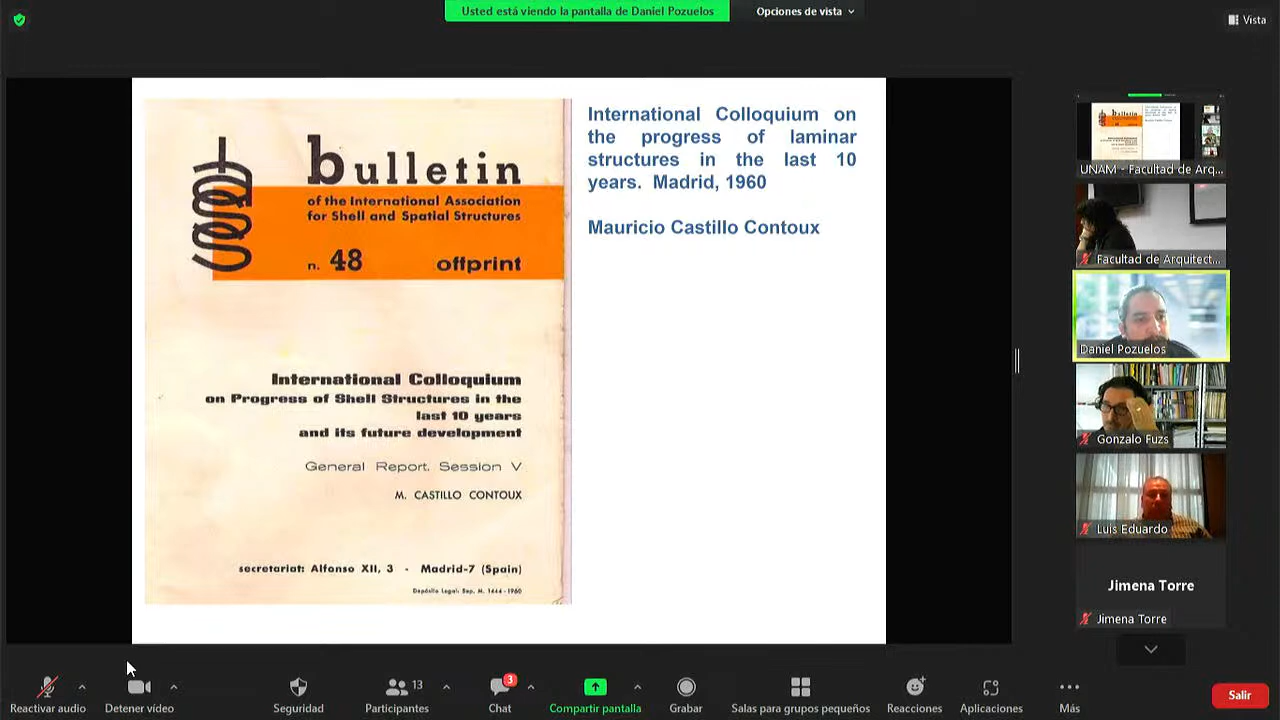 Usted está viendo la pantalla de Daniel Pozuelos
Opciones de vista
Vista
bulletin
of the International Association
for Shell and Spatial Structures
n. 48 offprint
International Colloquium
on Progress of Shell Structures in the
last 10 years
and its future development
General Report. Session V
M. CASTILLO CONTOUX
secretariat: Alfonso XII, 3 - Madrid-7 (Spain)
Depósito Legal: Sep. M. 1444-1960
International Colloquium on
the progress of laminar
structures in the last 10
years. Madrid, 1960
Mauricio Castillo Contoux
UNAM - Facultad de Arq...
Facultad de Arquitect...
Daniel Pozuelos
Gonzalo Fuzs
Luis Eduardo
Jimena Torre
Jimena Torre
Reactivar audio
Detener video
Seguridad
13
Participantes
3
Chat
Compartir pantalla
Grabar
Salas para grupos pequeños
Reacciones
Aplicaciones
Más
Salir